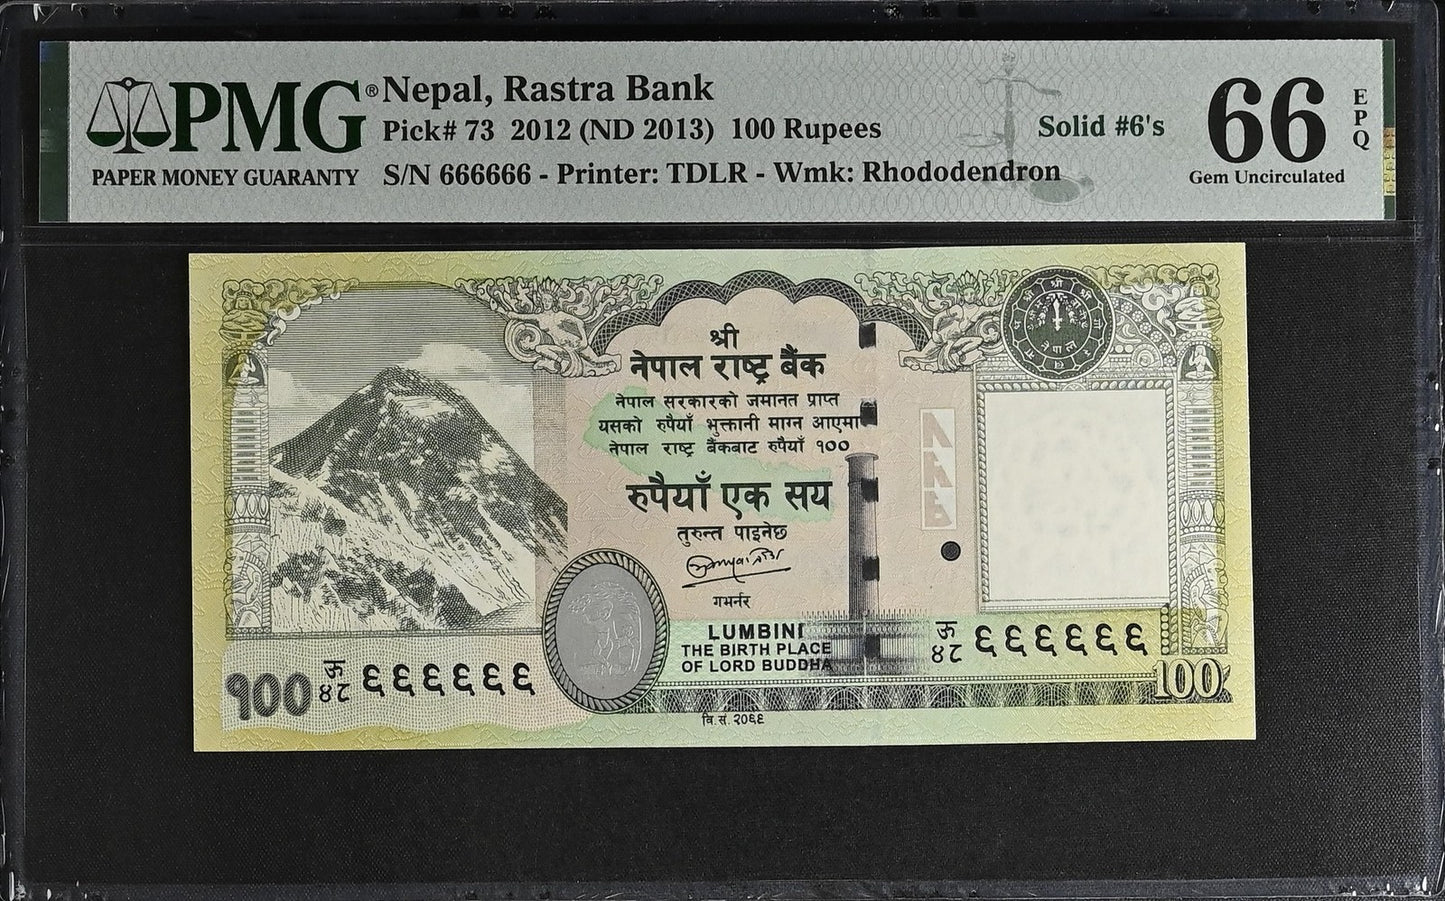 PMG®
PAPER MONEY GUARANTY
Nepal, Rastra Bank
Pick# 73 2012 (ND 2013) 100 Rupees
S/N 666666 - Printer: TDLR - Wmk: Rhododendron
Solid #6's
66
EPQ
Gem Uncirculated
श्री
नेपाल राष्ट्र बैंक
नेपाल सरकारको जमानत प्राप्त
यसको रुपैयाँ भुक्तानी माग्न आएमा
नेपाल राष्ट्र बैंकबाट रुपैयाँ १००
रुपैयाँ एक सय
तुरुन्त पाइनेछ
गभर्नर
NRB
LUMBINI
THE BIRTH PLACE
OF LORD BUDDHA
ऊ
४८ ६६६६६६
१००
ऊ
४८ ६६६६६६
100
वि.सं. २०६९